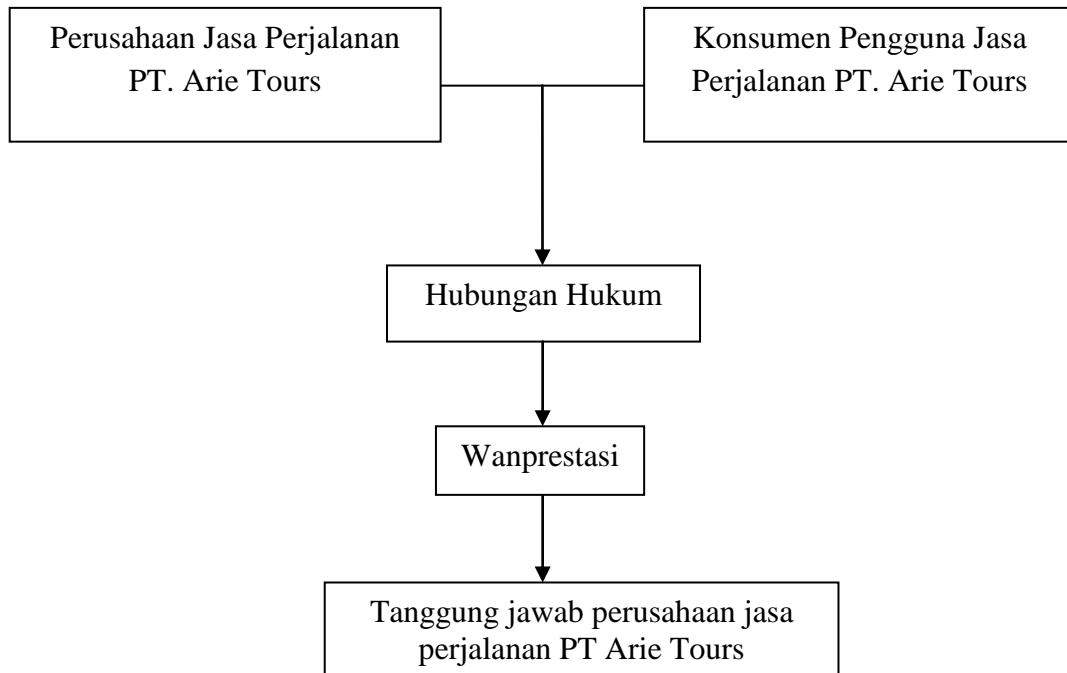 Perusahaan Jasa Perjalanan
PT. Arie Tours
Konsumen Pengguna Jasa
Perjalanan PT. Arie Tours
Hubungan Hukum
Wanprestasi
Tanggung jawab perusahaan jasa
perjalanan PT Arie Tours